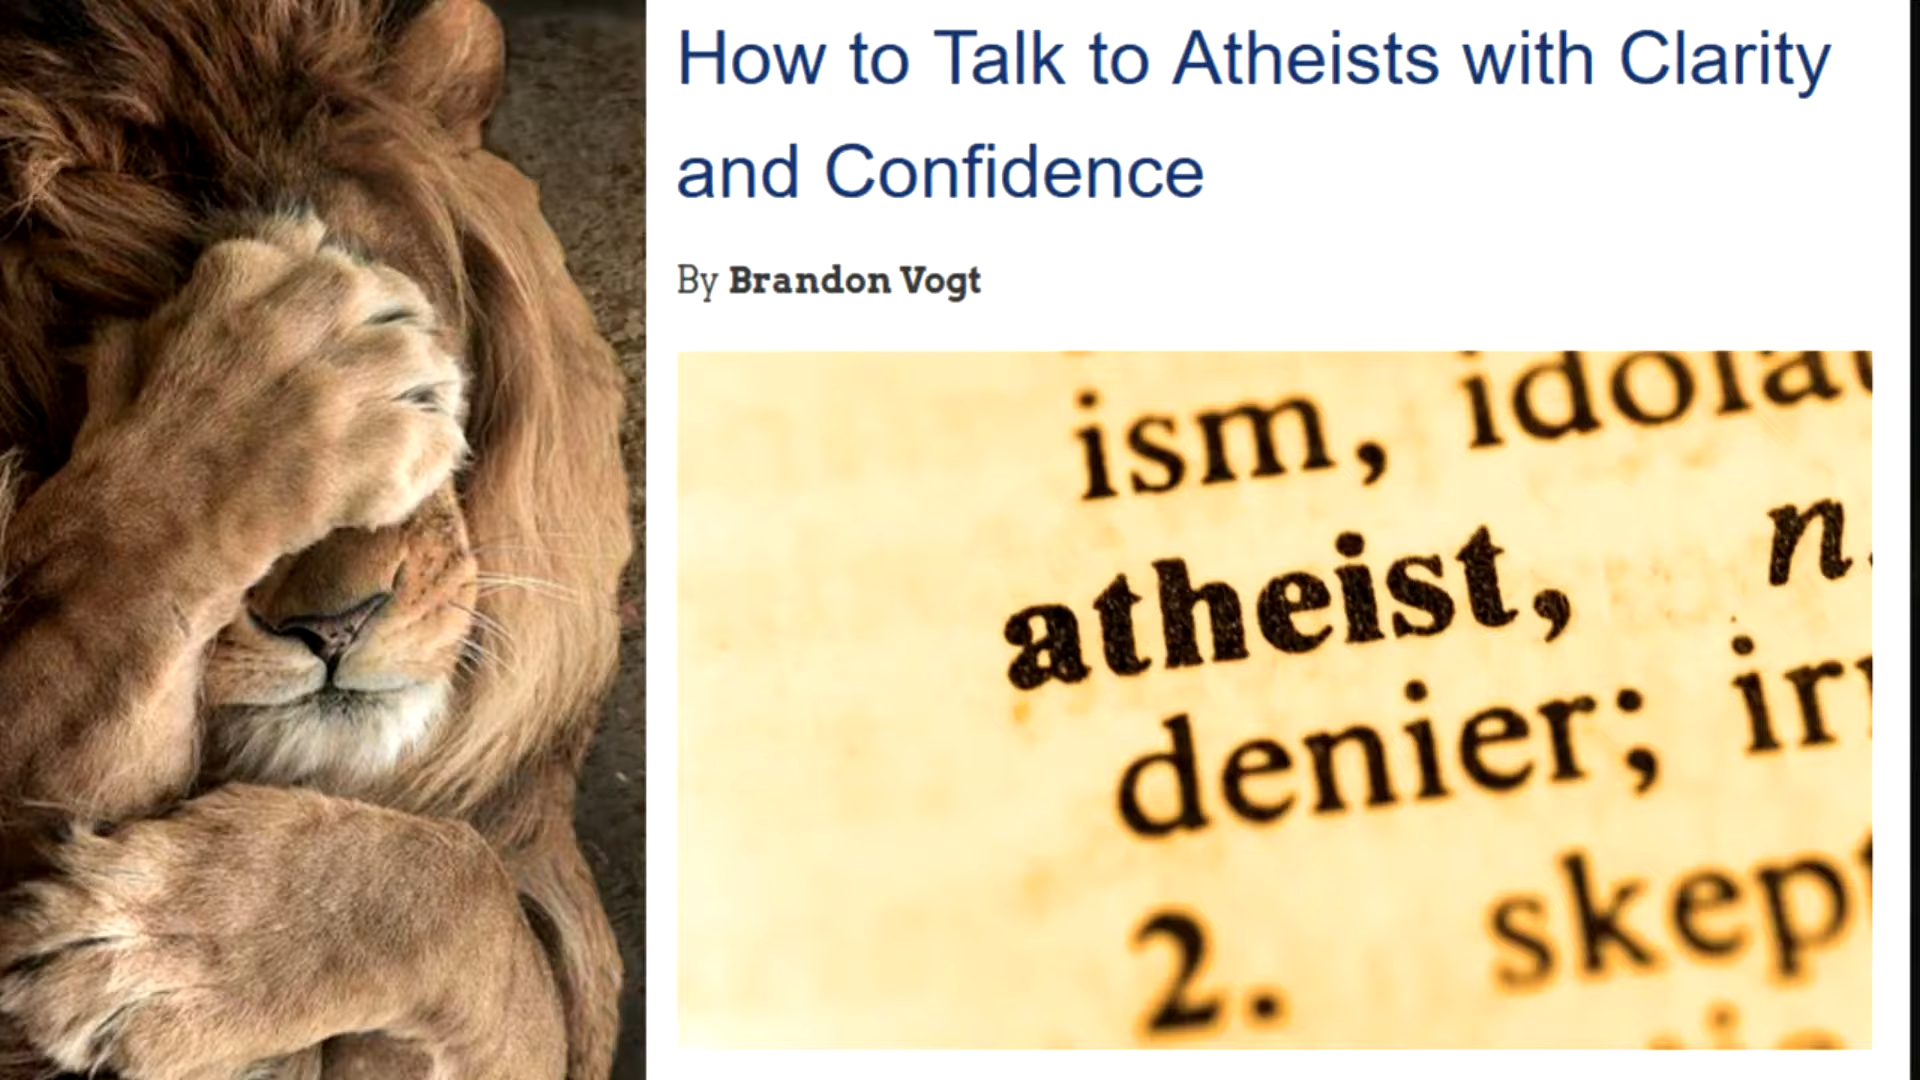 How to Talk to Atheists with Clarity
and Confidence
By Brandon Vogt
ism,
atheist, n.
denier;
2.